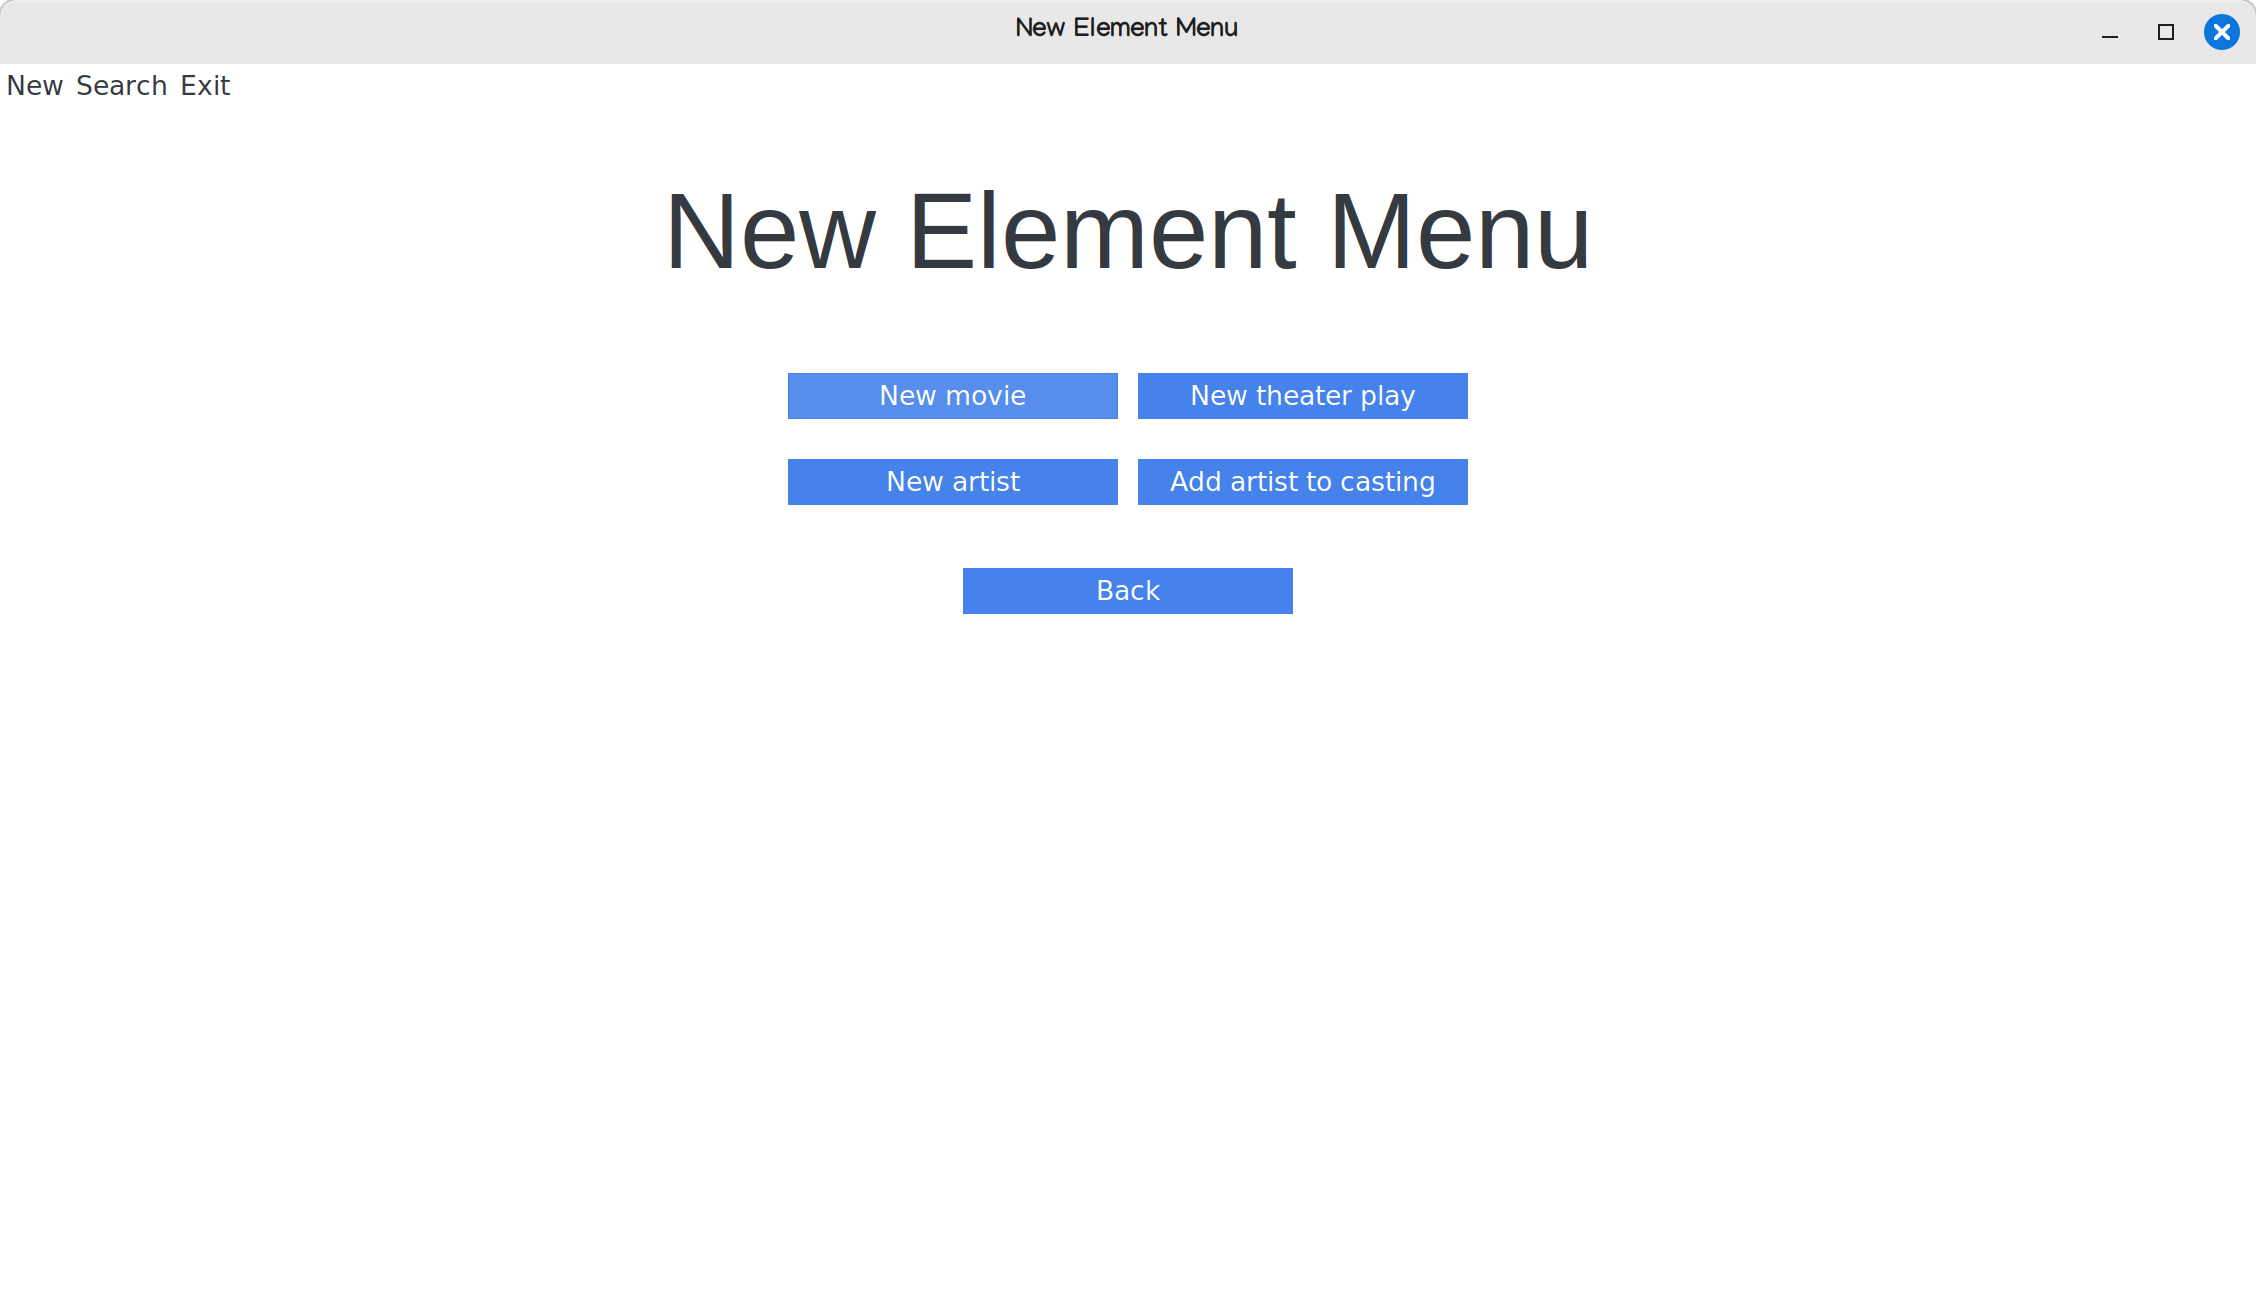 New Element Menu
New Search Exit
New Element Menu
New movie New theater play
New artist Add artist to casting
Back